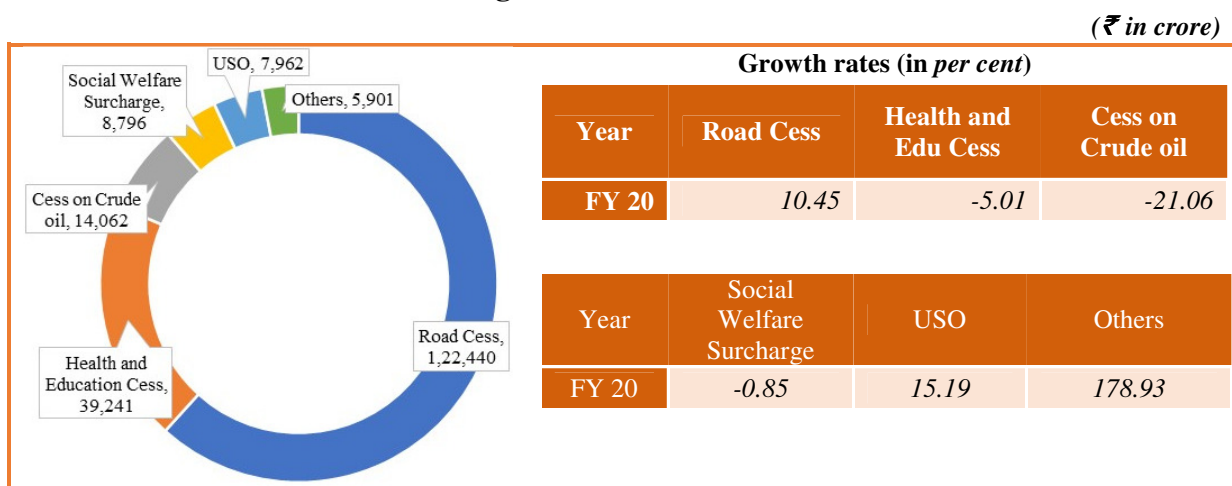 (₹ in crore)
USO, 7,962
Social Welfare
Surcharge,
8,796
Others, 5,901
Cess on Crude
oil, 14,062
Road Cess,
1,22,440
Health and
Education Cess,
39,241
Growth rates (in per cent)
Year Road Cess Health and Edu Cess Cess on Crude oil
FY 20 10.45 -5.01 -21.06
Year Social Welfare Surcharge USO Others
FY 20 -0.85 15.19 178.93